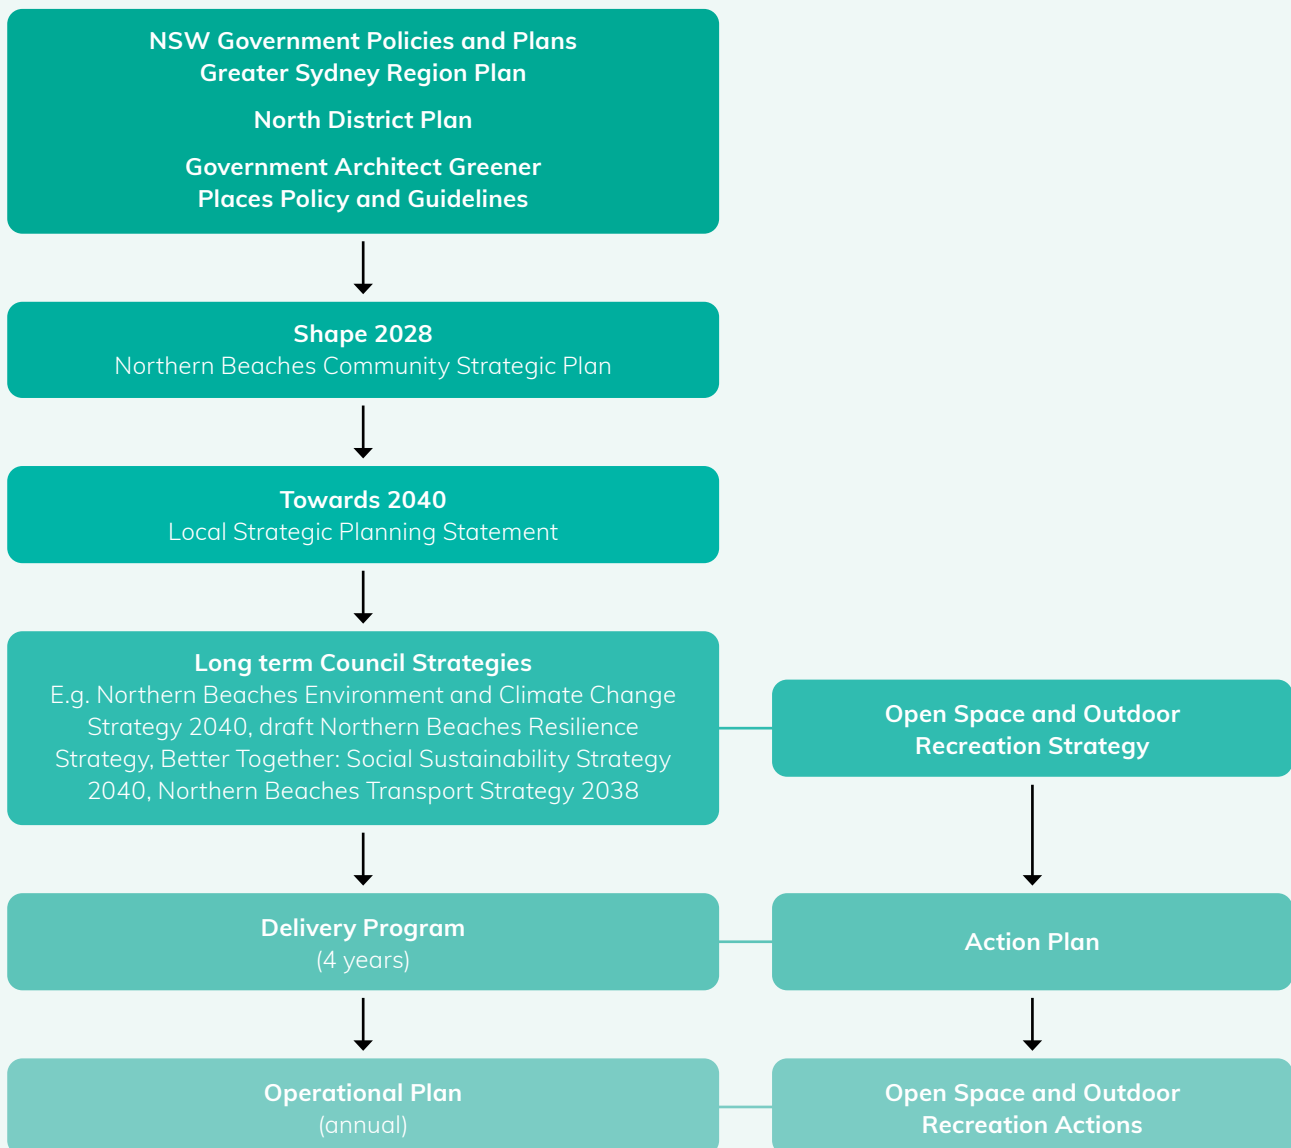 NSW Government Policies and Plans
Greater Sydney Region Plan
North District Plan
Government Architect Greener
Places Policy and Guidelines
Shape 2028
Northern Beaches Community Strategic Plan
Towards 2040
Local Strategic Planning Statement
Long term Council Strategies
E.g. Northern Beaches Environment and Climate Change
Strategy 2040, draft Northern Beaches Resilience
Strategy, Better Together: Social Sustainability Strategy
2040, Northern Beaches Transport Strategy 2038
Open Space and Outdoor
Recreation Strategy
Delivery Program
(4 years)
Action Plan
Operational Plan
(annual)
Open Space and Outdoor
Recreation Actions